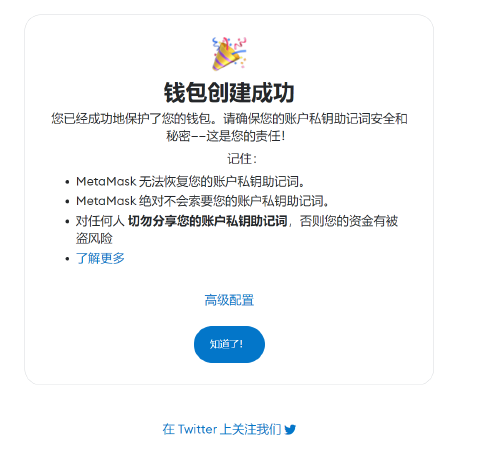 钱包创建成功
您已经成功地保护了您的钱包。请确保您的账户私钥助记词安全和
秘密--这是您的责任！
记住：
• MetaMask 无法恢复您的账户私钥助记词。
• MetaMask 绝对不会索要您的账户私钥助记词。
• 对任何人 切勿分享您的账户私钥助记词，否则您的资金有被
盗风险
• 了解更多
高级配置
知道了！
在 Twitter 上关注我们